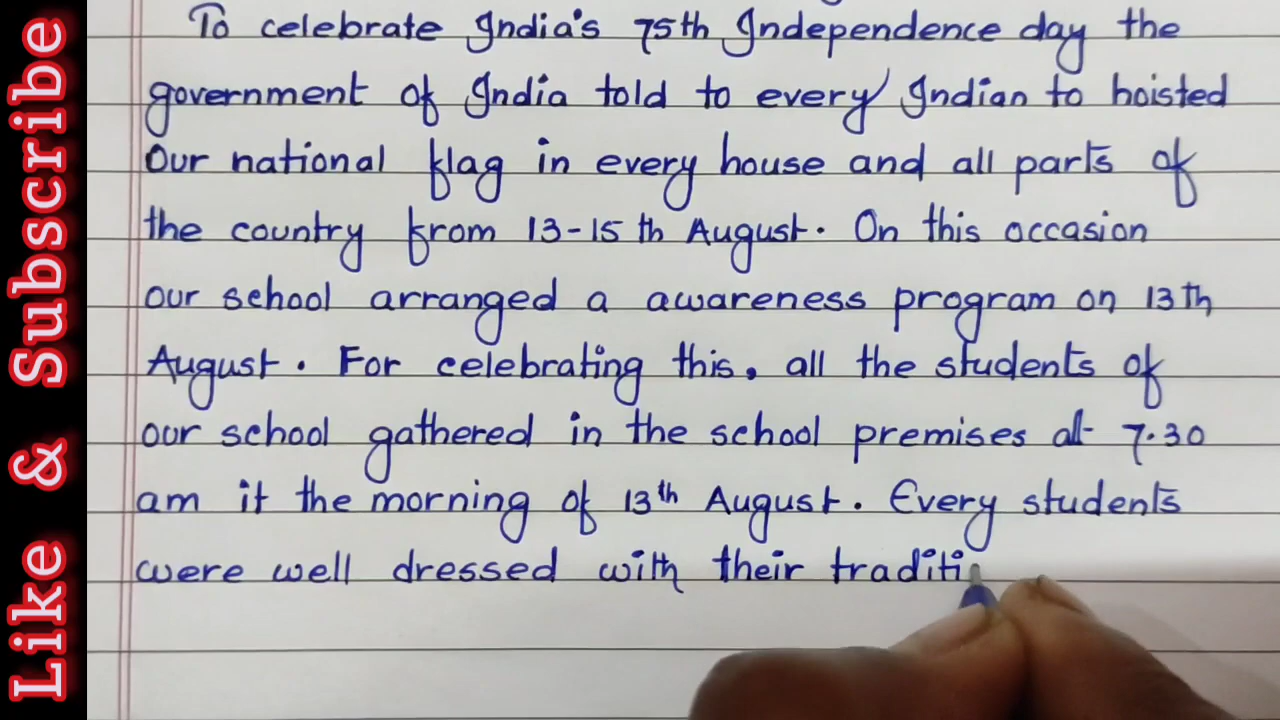 Like & Subscribe
To celebrate India's 75th Independence day the
government of India told to every Indian to hoisted
Our national flag in every house and all parts of
the country from 13-15 th August. On this occasion
our school arranged a awareness program on 13th
August. For celebrating this, all the students of
our school gathered in the school premises at 7.30
am it the morning of 13th August. Every students
were well dressed with their traditi